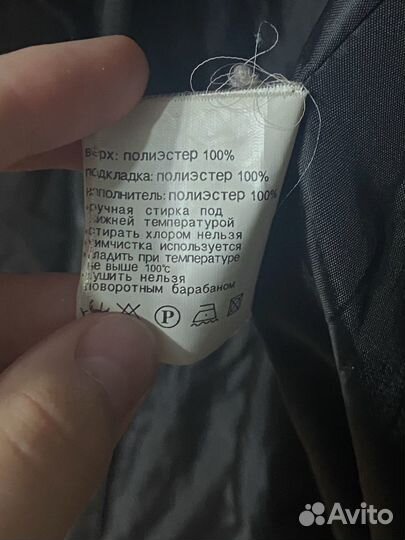 верх: полиэстер 100%
подкладка: полиэстер 100%
наполнитель: полиэстер 100%
ручная стирка под
нижней температурой
стирать хлором нельзя
химчистка используется
гладить при температуре
не выше 100°C
сушить нельзя
поворотным барабаном
P
Avito